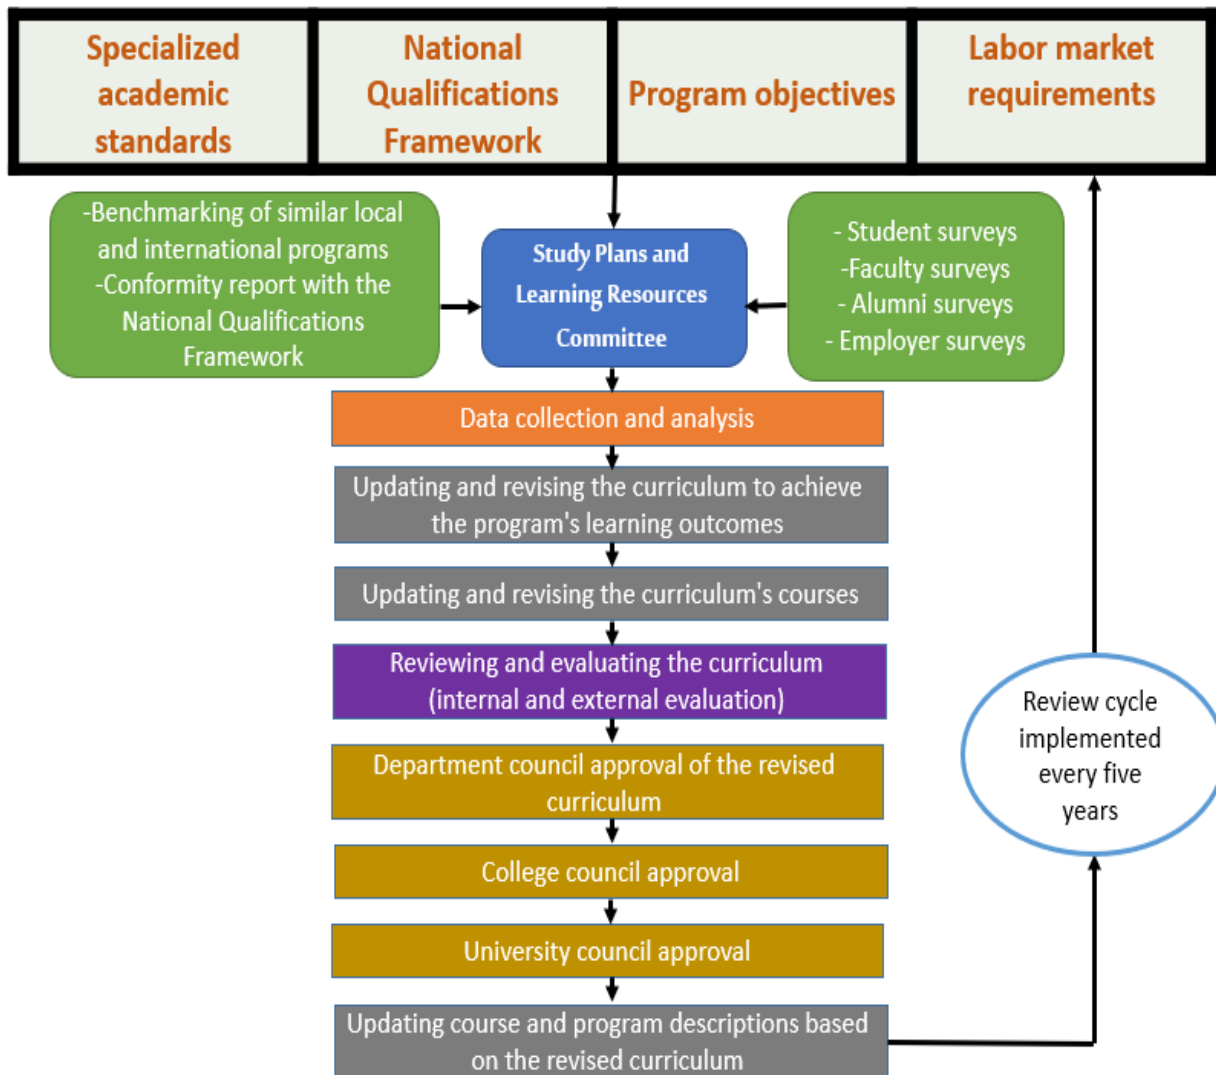 Specialized
academic
standards
National
Qualifications
Framework
Program objectives
Labor market
requirements
-Benchmarking of similar local
and international programs
-Conformity report with the
National Qualifications
Framework
Study Plans and
Learning Resources
Committee
- Student surveys
-Faculty surveys
- Alumni surveys
- Employer surveys
Data collection and analysis
Updating and revising the curriculum to achieve
the program's learning outcomes
Updating and revising the curriculum's courses
Reviewing and evaluating the curriculum
(internal and external evaluation)
Department council approval of the revised
curriculum
College council approval
University council approval
Updating course and program descriptions based
on the revised curriculum
Review cycle
implemented
every five
years